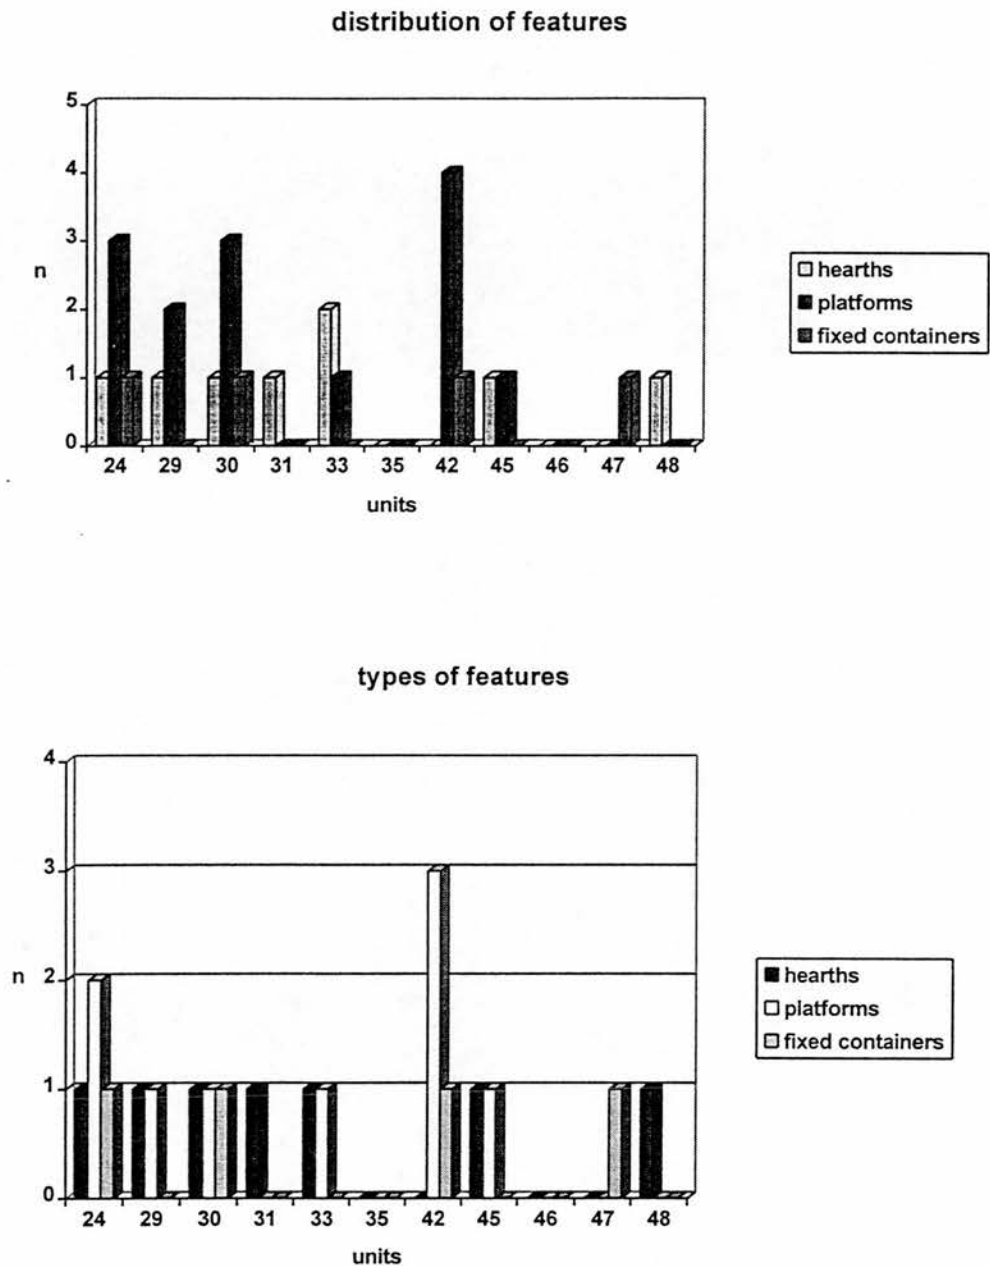 distribution of features
5
4
3
n
2
1
0
24 29 30 31 33 35 42 45 46 47 48
units
hearths
platforms
fixed containers
types of features
4
3
n
2
1
0
24 29 30 31 33 35 42 45 46 47 48
units
hearths
platforms
fixed containers